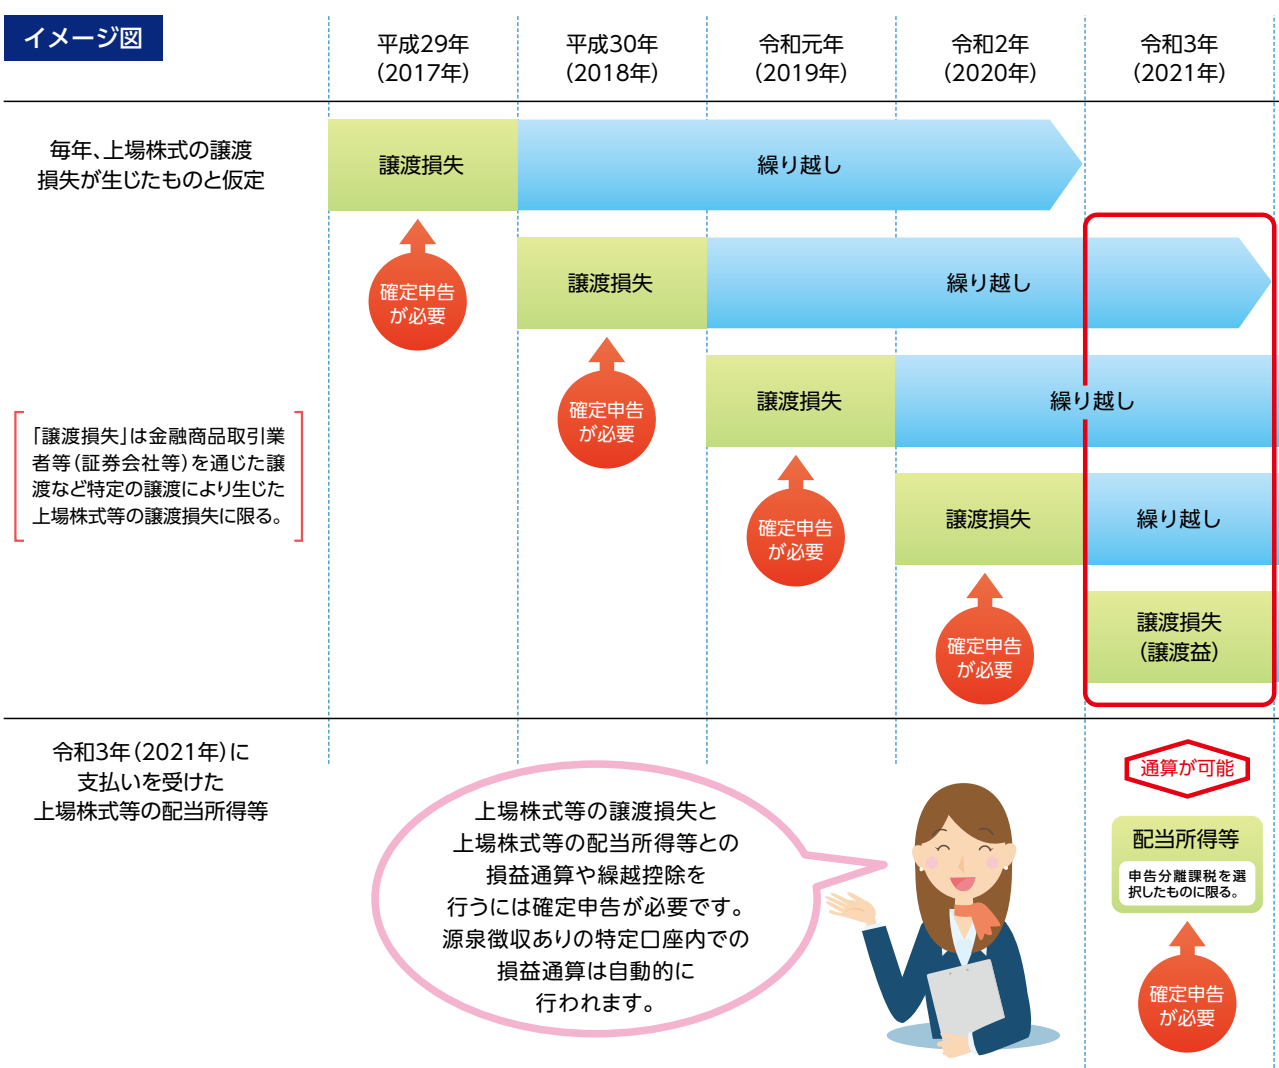 イメージ図
平成29年
(2017年)
平成30年
(2018年)
令和元年
(2019年)
令和2年
(2020年)
令和3年
(2021年)
毎年、上場株式の譲渡
損失が生じたものと仮定
譲渡損失
繰り越し
確定申告
が必要
譲渡損失
繰り越し
確定申告
が必要
譲渡損失
繰り越し
確定申告
が必要
譲渡損失
繰り越し
確定申告
が必要
譲渡損失
(譲渡益)
「譲渡損失」は金融商品取引業
者等(証券会社等)を通じた譲
渡など特定の譲渡により生じた
上場株式等の譲渡損失に限る。
令和3年(2021年)に
支払いを受けた
上場株式等の配当所得等
上場株式等の譲渡損失と
上場株式等の配当所得等との
損益通算や繰越控除を
行うには確定申告が必要です。
源泉徴収ありの特定口座内での
損益通算は自動的に
行われます。
通算が可能
配当所得等
申告分離課税を選
択したものに限る。
確定申告
が必要